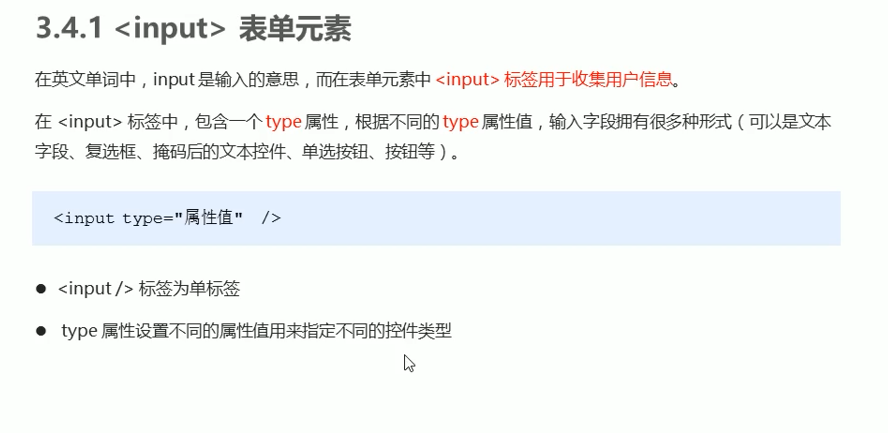 3.4.1 <input> 表单元素
在英文单词中，input 是输入的意思，而在表单元素中 <input> 标签用于收集用户信息。
在 <input> 标签中，包含一个 type 属性，根据不同的 type 属性值，输入字段拥有很多种形式（可以是文本
字段、复选框、掩码后的文本控件、单选按钮、按钮等）。
<input type="属性值" />
● <input /> 标签为单标签
● type 属性设置不同的属性值用来指定不同的控件类型